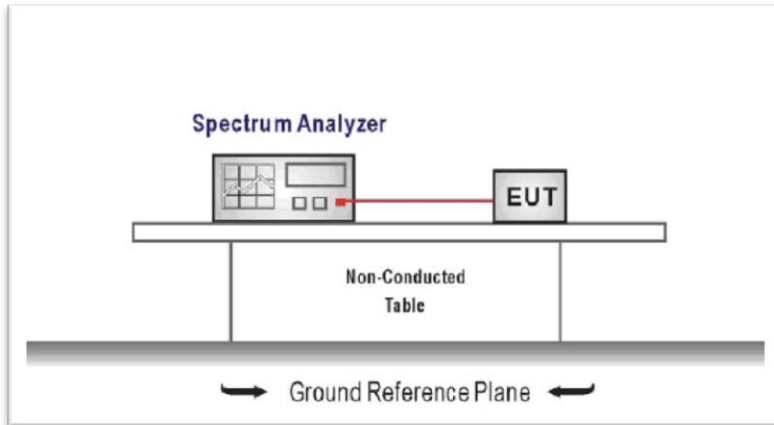 Spectrum Analyzer
EUT
Non-Conducted
Table
Ground Reference Plane